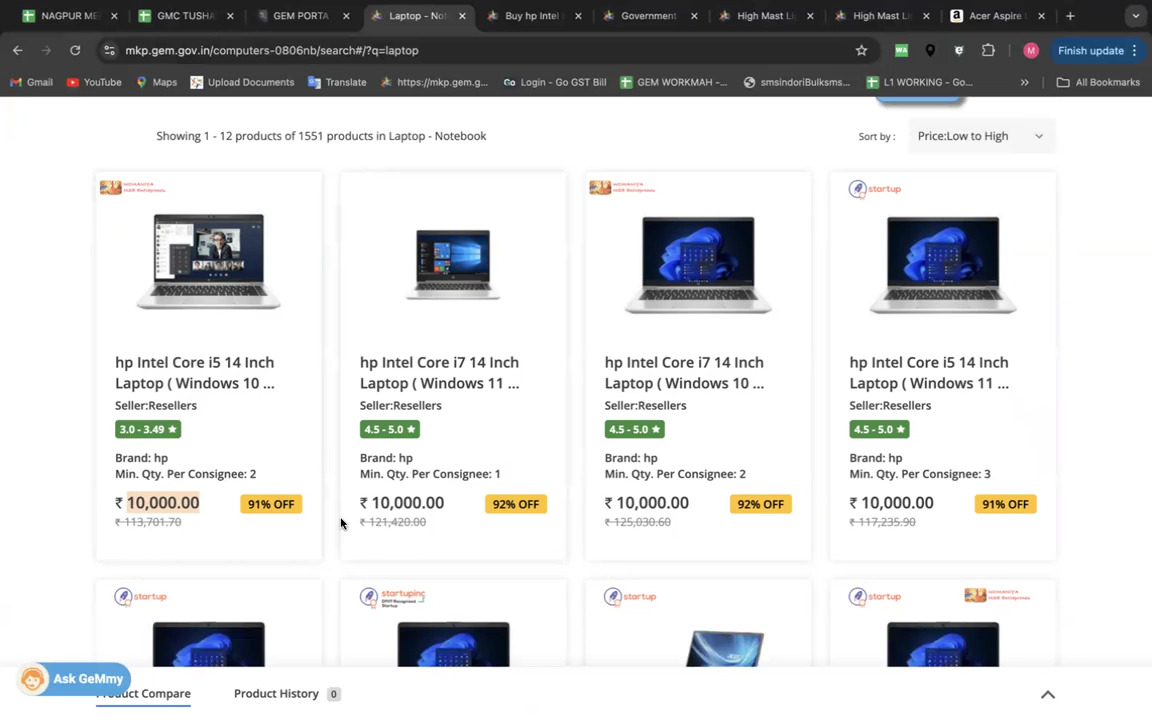 NAGPUR ME
GMC TUSHA
GEM PORTA
Laptop - Not
Buy hp Intel
Government
High Mast Li
High Mast Li
Acer Aspire
mkp.gem.gov.in/computers-0806nb/search#/?q=laptop
M
Finish update
Gmail
YouTube
Maps
Upload Documents
Translate
https://mkp.gem.g...
Go Login - Go GST Bill
GEM WORKMAH -...
smsindoriBulksms...
L1 WORKING - Go...
All Bookmarks
Showing 1 - 12 products of 1551 products in Laptop - Notebook
Sort by :
Price:Low to High
startup
hp Intel Core i5 14 Inch
Laptop ( Windows 10 ...
Seller:Resellers
3.0 - 3.49 ★
Brand: hp
Min. Qty. Per Consignee: 2
₹ 10,000.00
91% OFF
₹ 113,701.70
hp Intel Core i7 14 Inch
Laptop ( Windows 11 ...
Seller:Resellers
4.5 - 5.0 ★
Brand: hp
Min. Qty. Per Consignee: 1
₹ 10,000.00
92% OFF
₹ 121,420.00
hp Intel Core i7 14 Inch
Laptop ( Windows 10 ...
Seller:Resellers
4.5 - 5.0 ★
Brand: hp
Min. Qty. Per Consignee: 2
₹ 10,000.00
92% OFF
₹ 125,030.60
hp Intel Core i5 14 Inch
Laptop ( Windows 11 ...
Seller:Resellers
4.5 - 5.0 ★
Brand: hp
Min. Qty. Per Consignee: 3
₹ 10,000.00
91% OFF
₹ 117,235.90
startup
startup
startup
Ask GeMmy
Compare
Product History 0